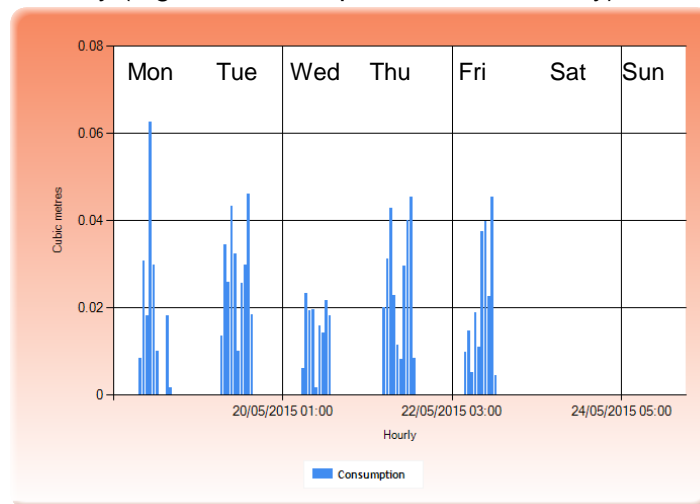 0.08
Mon Tue Wed Thu Fri Sat Sun
0.06
0.04
0.02
0
Cubic metres
20/05/2015 01:00 22/05/2015 03:00 24/05/2015 05:00
Hourly
Consumption